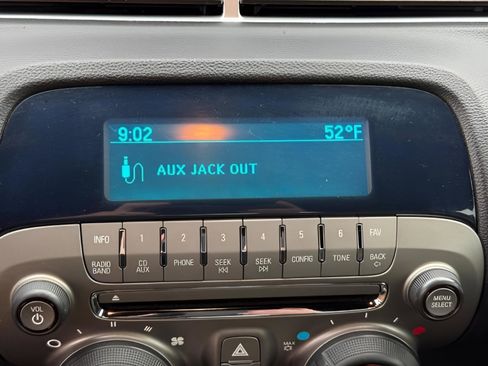 9:02 52°F
AUX JACK OUT
INFO 1 2 3 4 5 6 FAV
RADIO BAND CD AUX PHONE SEEK SEEK CONFIG TONE BACK
VOL
MENU SELECT
MAX